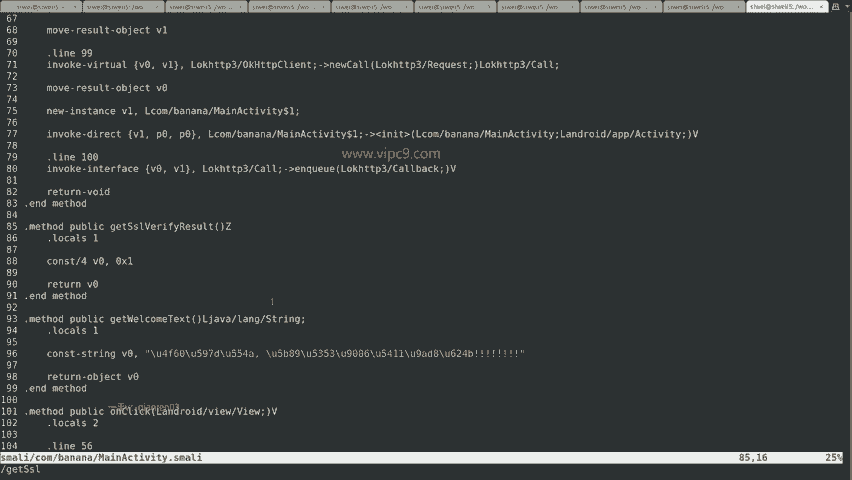 67
68 move-result-object v1
69
70 .line 99
71 invoke-virtual {v0, v1}, Lokhttp3/OkHttpClient;->newCall(Lokhttp3/Request;)Lokhttp3/Call;
72
73 move-result-object v0
74
75 new-instance v1, Lcom/banana/MainActivity$1;
76
77 invoke-direct {v1, p0, p0}, Lcom/banana/MainActivity$1;-><init>(Lcom/banana/MainActivity;Landroid/app/Activity;)V
78
79 .line 100
www.vipc9.com
80 invoke-interface {v0, v1}, Lokhttp3/Call;->enqueue(Lokhttp3/Callback;)V
81
82 return-void
83 .end method
84
85 .method public getSslVerifyResult()Z
86 .locals 1
87
88 const/4 v0, 0x1
89
90 return v0
91 .end method
92
93 .method public getWelcomeText()Ljava/lang/String;
94 .locals 1
95
96 const-string v0, "\u4f60\u597d\u554a, \u5b89\u5353\u9006\u5411\u9ad8\u624b!!!!!!!!"
97
98 return-object v0
99 .end method
100
101 .method public onClick(Landroid/view/View;)V
102 .locals 2
103
104 .line 56
smali/com/banana/MainActivity.smali 85,16 25%
/getSsl